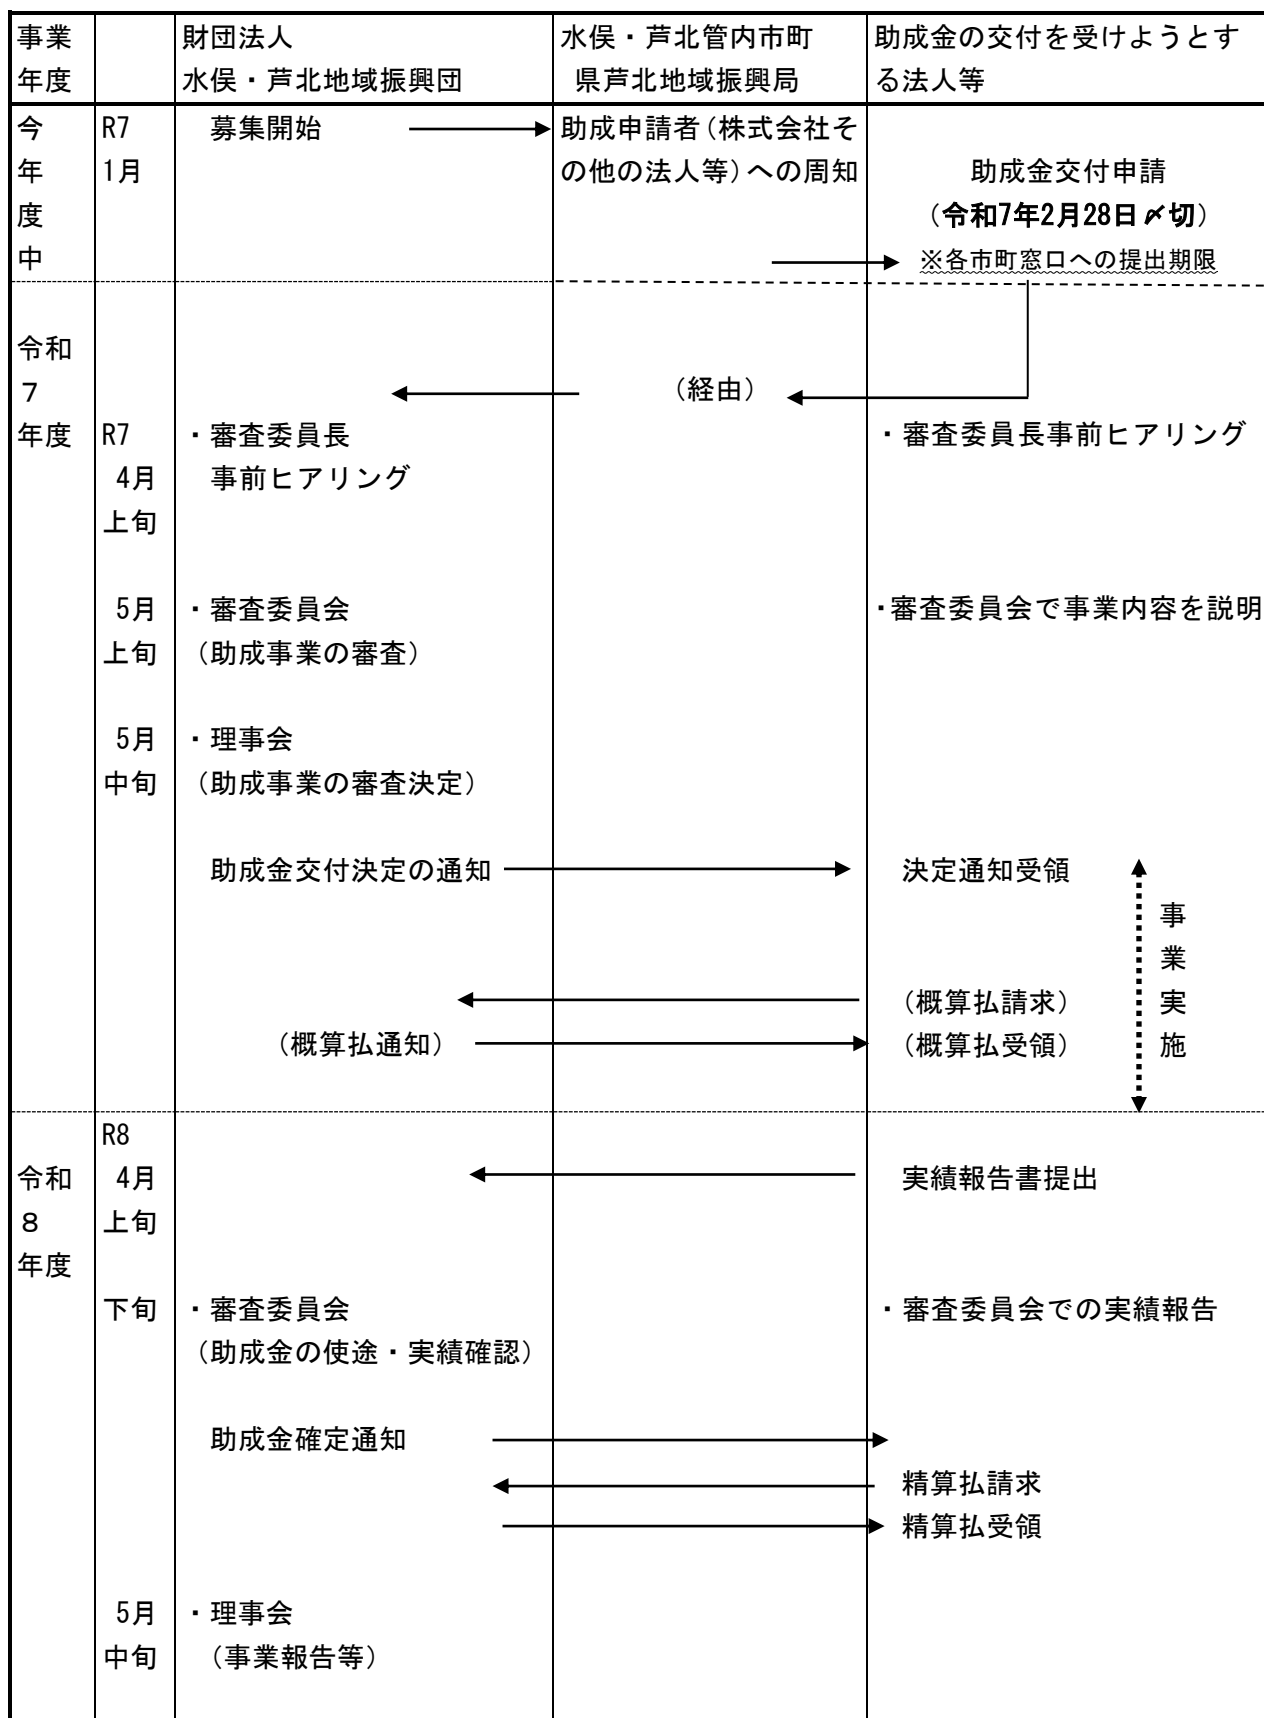 事業
年度
財団法人
水俣・芦北地域振興団
水俣・芦北管内市町
県芦北地域振興局
助成金の交付を受けようとす
る法人等
今
年
度
中
R7
1月
募集開始
助成申請者(株式会社そ
の他の法人等)への周知
助成金交付申請
(令和7年2月28日〆切)
※各市町窓口への提出期限
令和
7
年度
(経由)
R7
4月
上旬
・審査委員長
事前ヒアリング
・審査委員長事前ヒアリング
5月
上旬
・審査委員会
(助成事業の審査)
・審査委員会で事業内容を説明
5月
中旬
・理事会
(助成事業の審査決定)
助成金交付決定の通知
決定通知受領
事
業
実
施
(概算払請求)
(概算払通知)
(概算払受領)
令和
8
年度
R8
4月
上旬
実績報告書提出
下旬
・審査委員会
(助成金の使途・実績確認)
・審査委員会での実績報告
助成金確定通知
精算払請求
精算払受領
5月
中旬
・理事会
(事業報告等)